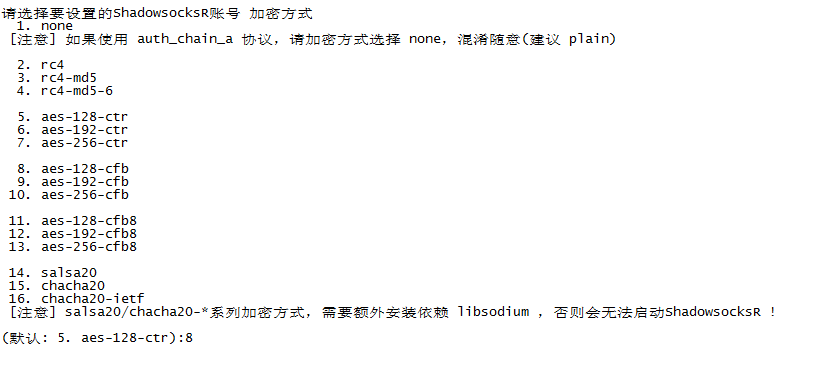 请选择要设置的ShadowsocksR账号 加密方式
1. none
[注意] 如果使用 auth_chain_a 协议，请加密方式选择 none，混淆随意(建议 plain)
2. rc4
3. rc4-md5
4. rc4-md5-6
5. aes-128-ctr
6. aes-192-ctr
7. aes-256-ctr
8. aes-128-cfb
9. aes-192-cfb
10. aes-256-cfb
11. aes-128-cfb8
12. aes-192-cfb8
13. aes-256-cfb8
14. salsa20
15. chacha20
16. chacha20-ietf
[注意] salsa20/chacha20-*系列加密方式，需要额外安装依赖 libsodium ，否则会无法启动ShadowsocksR !
(默认: 5. aes-128-ctr):8